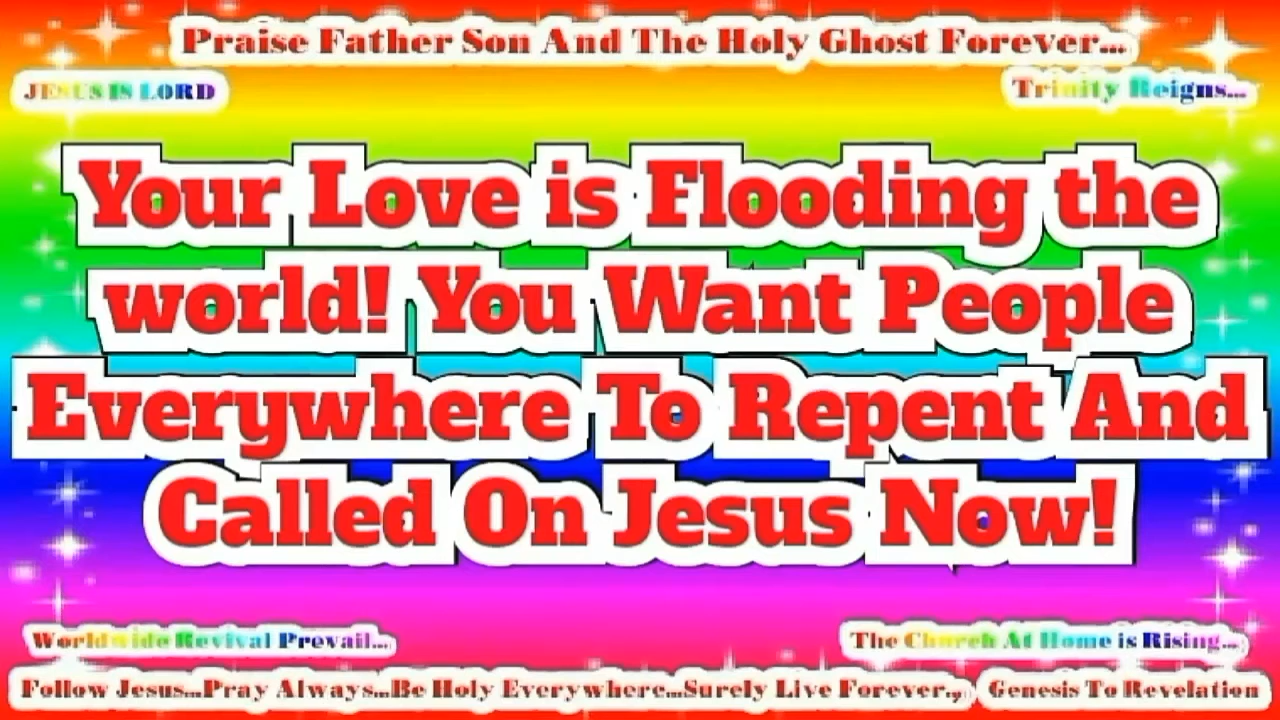 Praise Father Son And The Holy Ghost Forever...
JESUS IS LORD
Trinity Reigns...
Your Love is Flooding the
world! You Want People
Everywhere To Repent And
Called On Jesus Now!
Worldwide Revival Prevail...
The Church At Home is Rising...
Follow Jesus...Pray Always...Be Holy Everywhere...Surely Live Forever..,
Genesis To Revelation